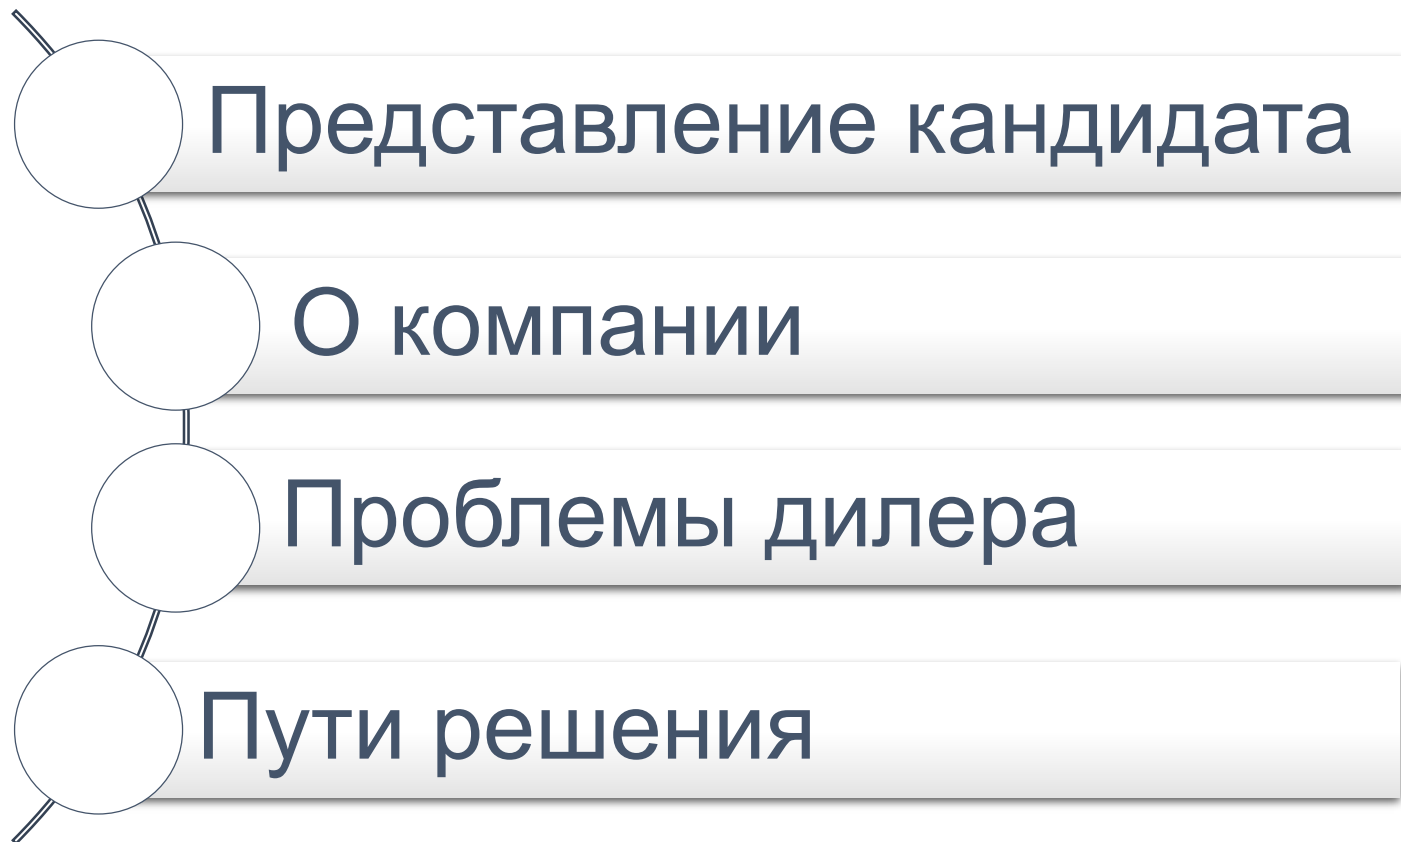 Представление кандидата
О компании
Проблемы дилера
Пути решения